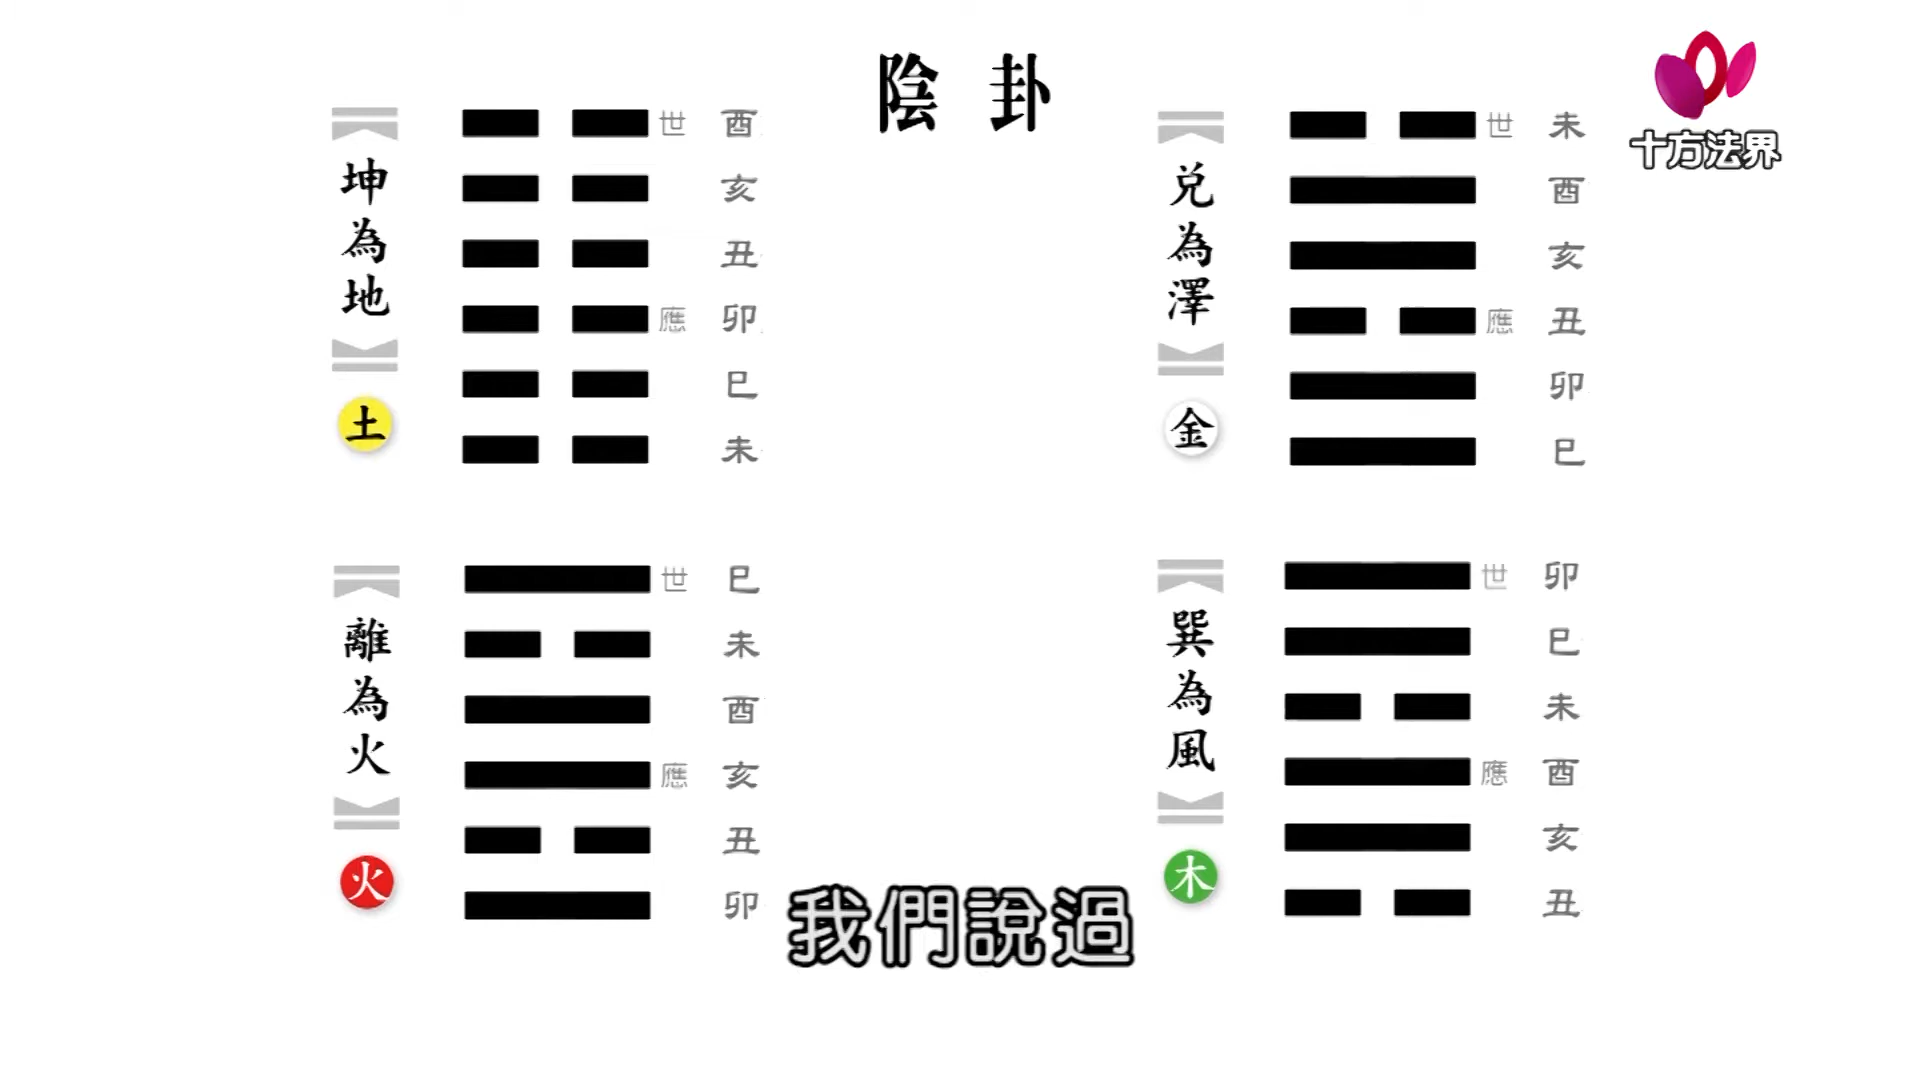 陰 卦
十方法界
坤為地
土
世 酉
亥
丑
應 卯
巳
未
兌為澤
金
世 未
酉
亥
應 丑
卯
巳
離為火
火
世 巳
未
酉
應 亥
丑
卯
巽為風
木
世 卯
巳
未
應 酉
亥
丑
我們說過